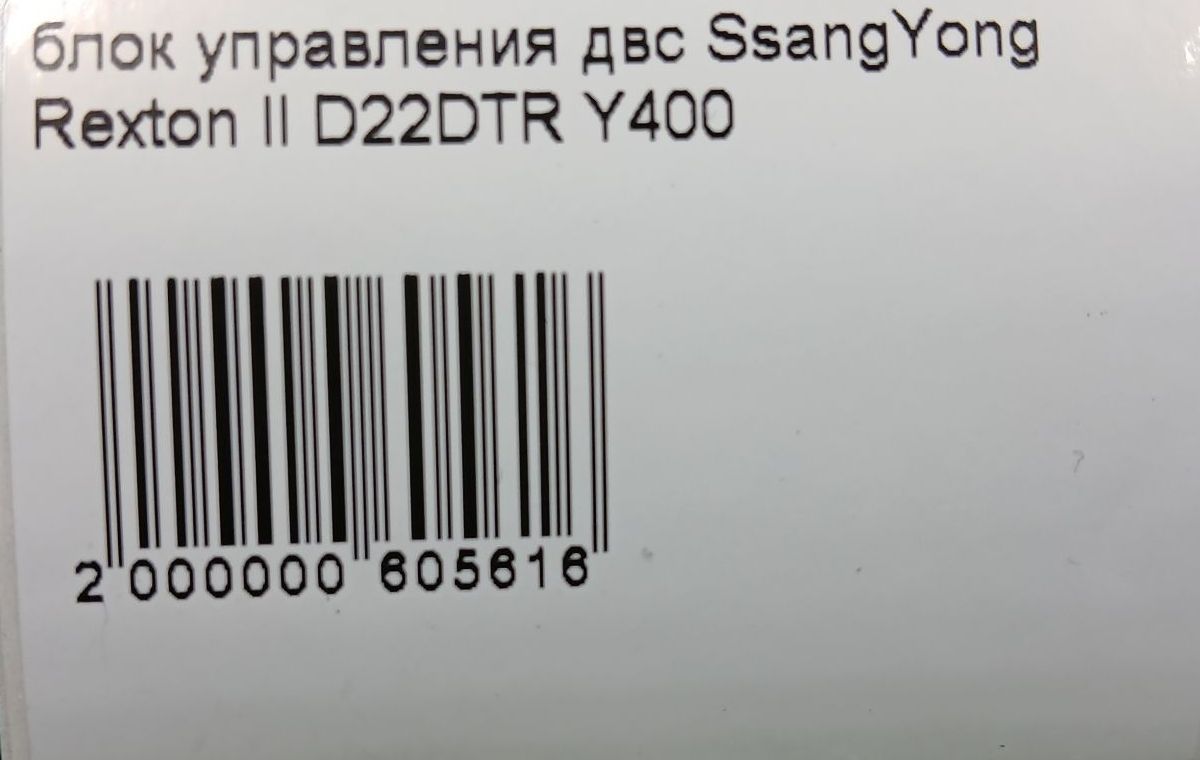 блок управления двс SsangYong
Rexton II D22DTR Y400
2 000000 605616